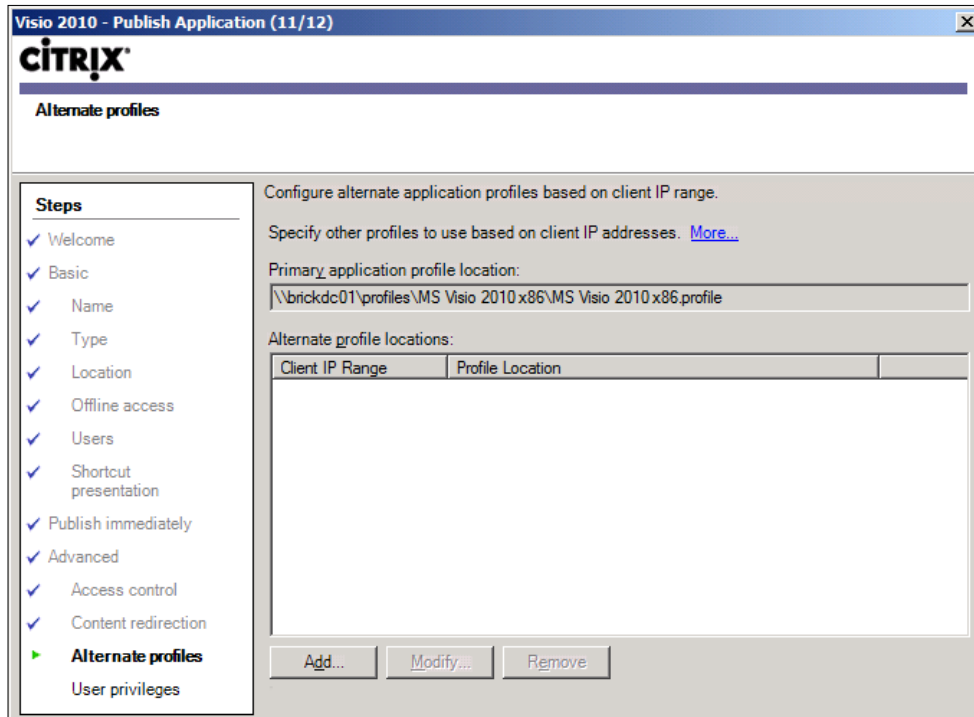 Visio 2010 - Publish Application (11/12)
CITRIX
Alternate profiles
Steps
Welcome
Basic
Name
Type
Location
Offline access
Users
Shortcut
presentation
Publish immediately
Advanced
Access control
Content redirection
Alternate profiles
User privileges
Configure alternate application profiles based on client IP range.
Specify other profiles to use based on client IP addresses. More...
Primary application profile location:
\\brickdc01\profiles\MS Visio 2010 x86\MS Visio 2010 x86.profile
Alternate profile locations:
Client IP Range Profile Location
Add... Modify... Remove